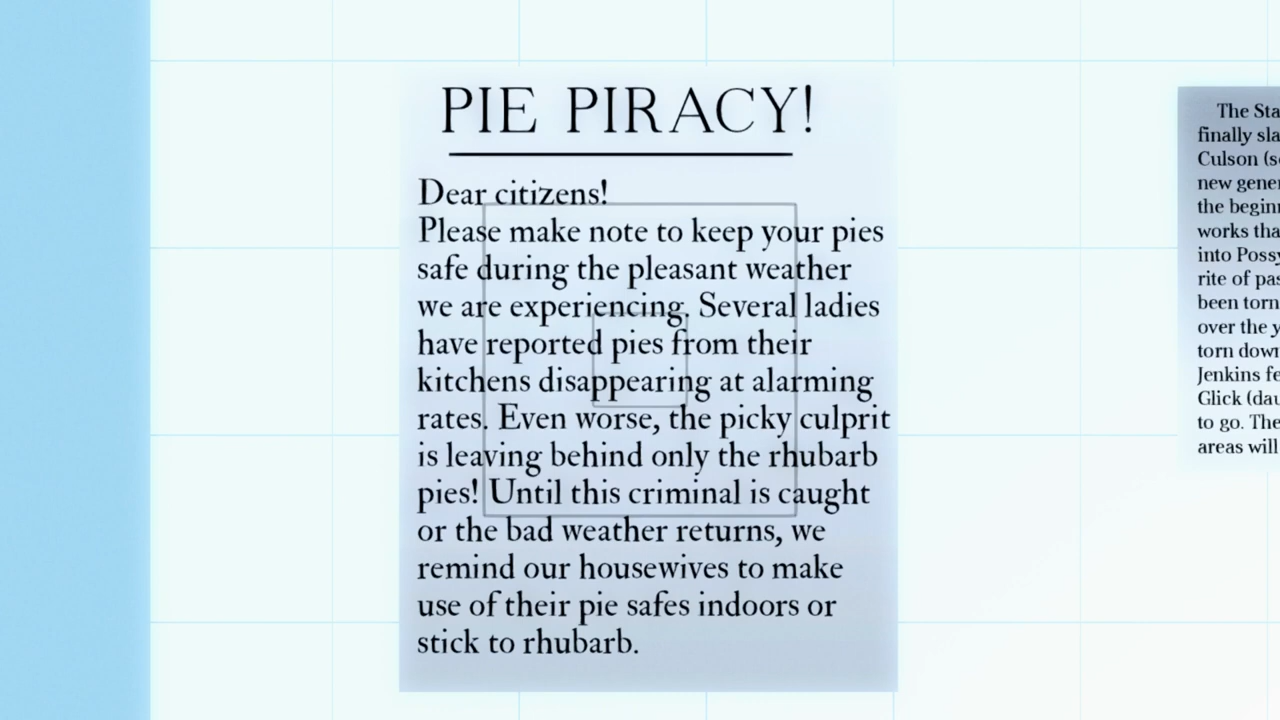 PIE PIRACY!
Dear citizens!
Please make note to keep your pies
safe during the pleasant weather
we are experiencing. Several ladies
have reported pies from their
kitchens disappearing at alarming
rates. Even worse, the picky culprit
is leaving behind only the rhubarb
pies! Until this criminal is caught
or the bad weather returns, we
remind our housewives to make
use of their pie safes indoors or
stick to rhubarb.
The Sta
finally sla
Culson (s
new gener
the beginn
works tha
into Possy
rite of pas
been torn
over the y
torn down
Jenkins fe
Glick (dau
to go. The
areas will